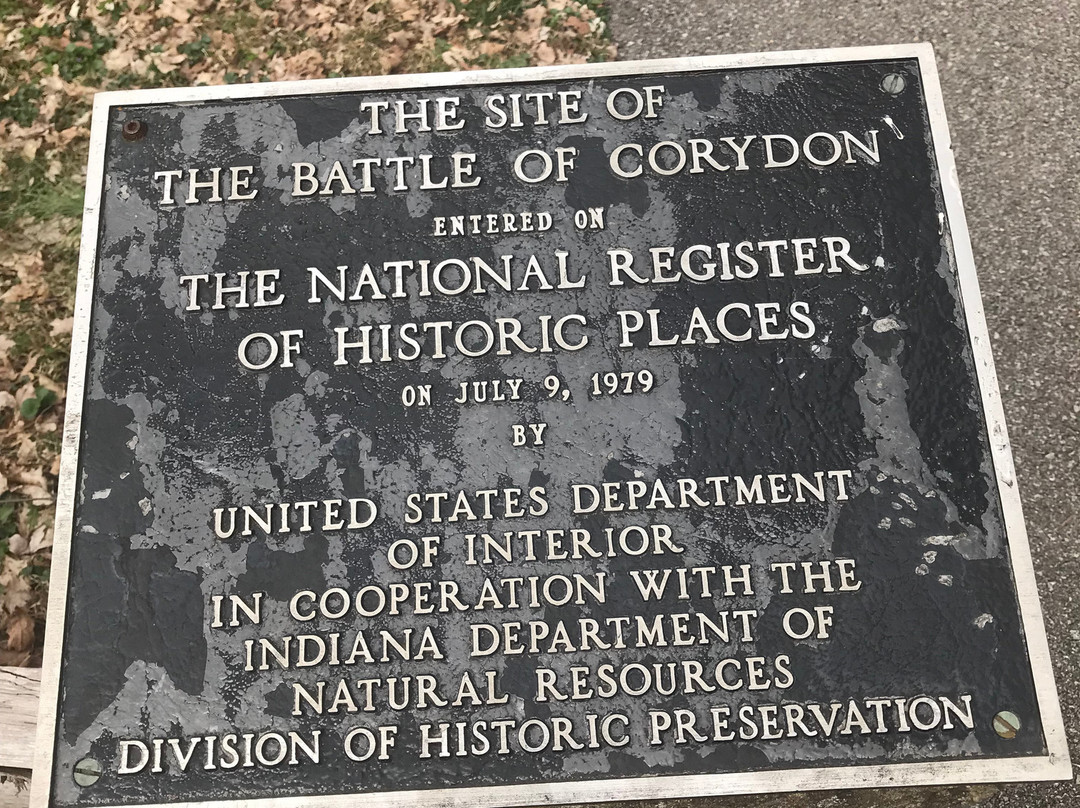 THE SITE OF
THE BATTLE OF CORYDON
ENTERED ON
THE NATIONAL REGISTER
OF HISTORIC PLACES
ON JULY 9, 1979
BY
UNITED STATES DEPARTMENT
OF INTERIOR
IN COOPERATION WITH THE
INDIANA DEPARTMENT OF
NATURAL RESOURCES
DIVISION OF HISTORIC PRESERVATION